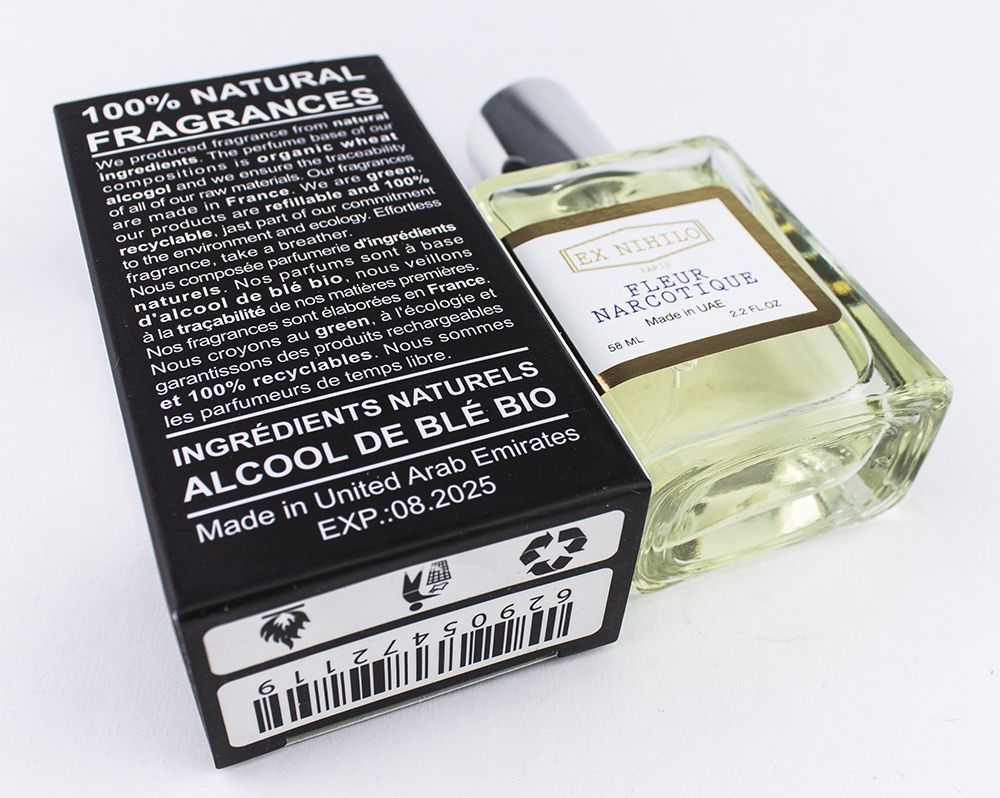 100% NATURAL
FRAGRANCES
We produced fragrance from natural
ingredients. The perfume base of our
compositions is organic wheat
alcogol and we ensure the traceability
of all of our raw materials. Our fragrances
are made in France. We are green,
our products are refillable and 100%
recyclable, jast part of our commitment
to the environment and ecology. Effortless
fragrance, take a breather.
Nous composée parfumerie d'ingrédients
naturels. Nos parfums sont à base
d'alcool de blé bio, nous veillons
à la traçabilité de nos matières premières.
Nos fragrances sont élaborées en France.
Nous croyons au green, à l'écologie et
garantissons des produits rechargeables
et 100% recyclables. Nous sommes
les parfumeurs de temps libre.
INGRÉDIENTS NATURELS
ALCOOL DE BLÉ BIO
Made in United Arab Emirates
EXP.:08.2025
6290547211 9
EX NIHILO
PARIS
FLEUR
NARCOTIQUE
Made in UAE
58 ML 2.2 FL.OZ